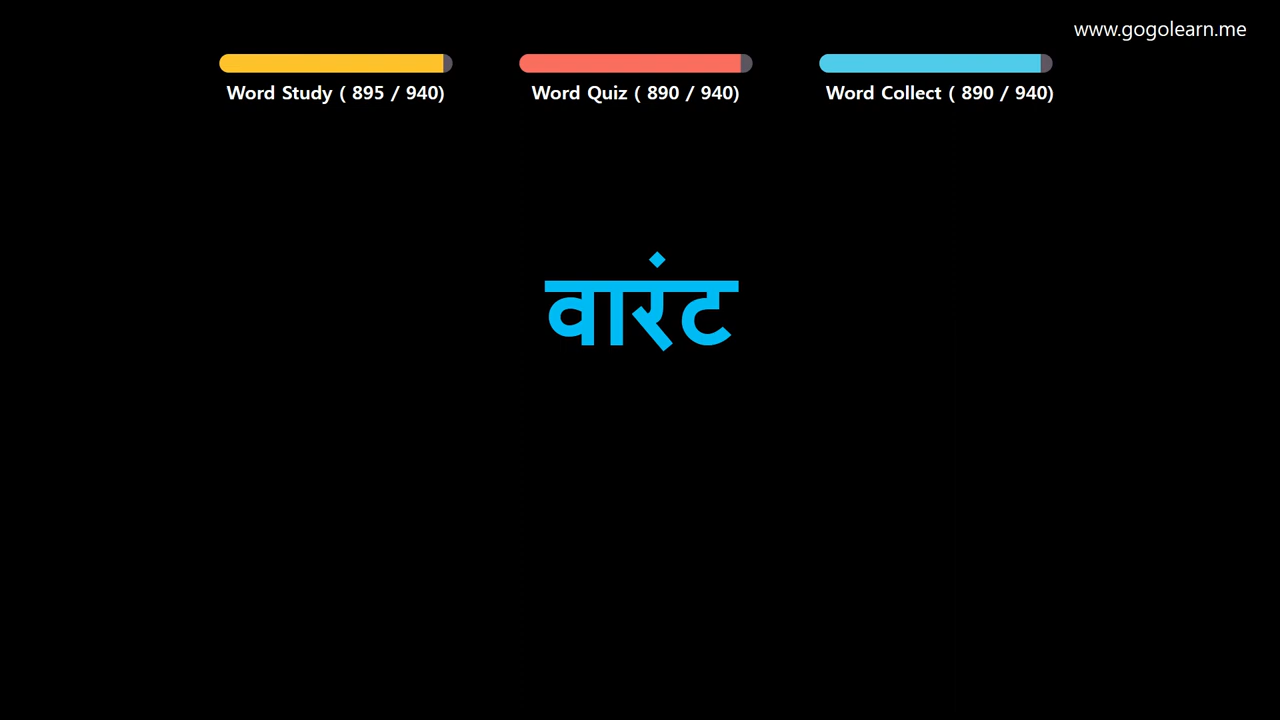 www.gogolearn.me
Word Study ( 895 / 940)
Word Quiz ( 890 / 940)
Word Collect ( 890 / 940)
वारंट